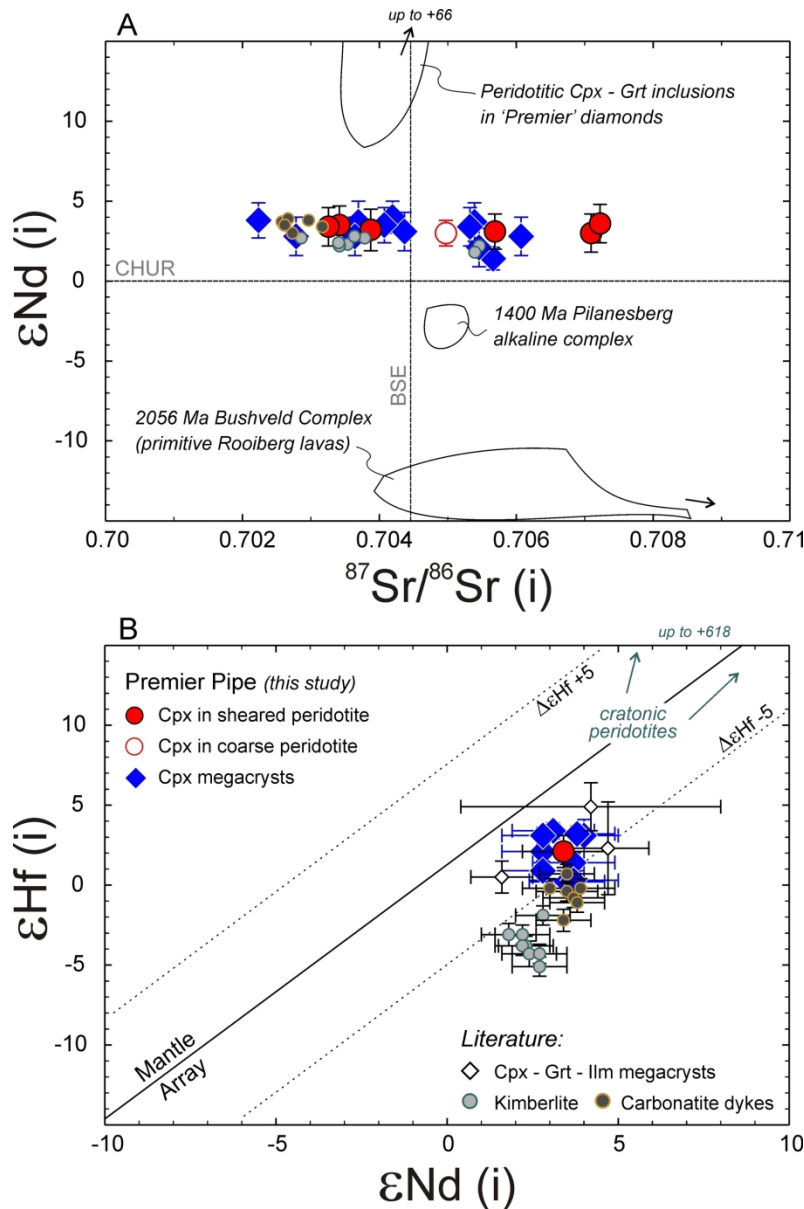 A
up to +66
Peridotitic Cpx - Grt inclusions
in 'Premier' diamonds
10
5
0
-5
-10
εNd (i)
CHUR
1400 Ma Pilanesberg
alkaline complex
BSE
2056 Ma Bushveld Complex
(primitive Rooiberg lavas)
0.70 0.702 0.704 0.706 0.708 0.71
⁸⁷Sr/⁸⁶Sr (i)
B
up to +618
Premier Pipe (this study)
Cpx in sheared peridotite
Cpx in coarse peridotite
Cpx megacrysts
ΔεHf +5
cratonic
peridotites
ΔεHf -5
10
5
0
-5
-10
εHf (i)
Mantle
Array
Literature:
Cpx - Grt - Ilm megacrysts
Kimberlite Carbonatite dykes
-10 -5 0 5 10
εNd (i)